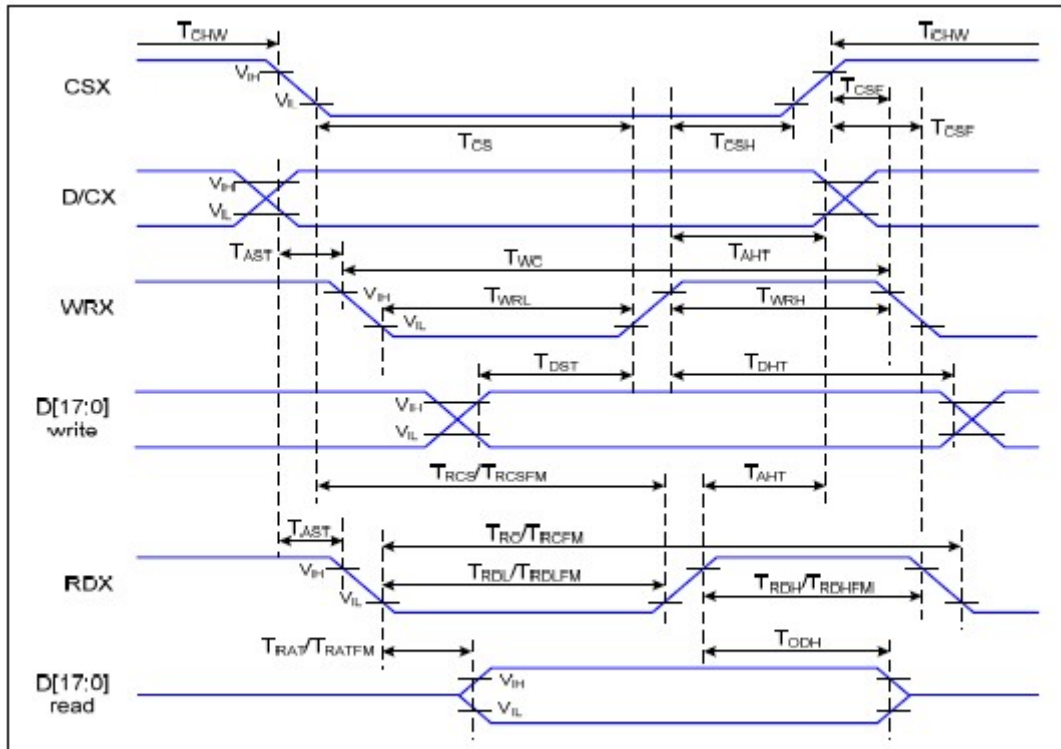 TCHW TCHW
CSX VIH
VIL TCSF
TCS TCSH TCSF
D/CX VIH
VIL
TAST TWC TAHT
WRX VIH TWRL TWRH
VIL
TDST TDHT
D[17:0] VIH
write VIL
TRCS/TRCSFM TAHT
TAST TRC/TRCFM
RDX VIH TRDL/TRDLFM TRDH/TRDHFM
VIL
TRAT/TRATFM TODH
D[17:0] VIH
read VIL